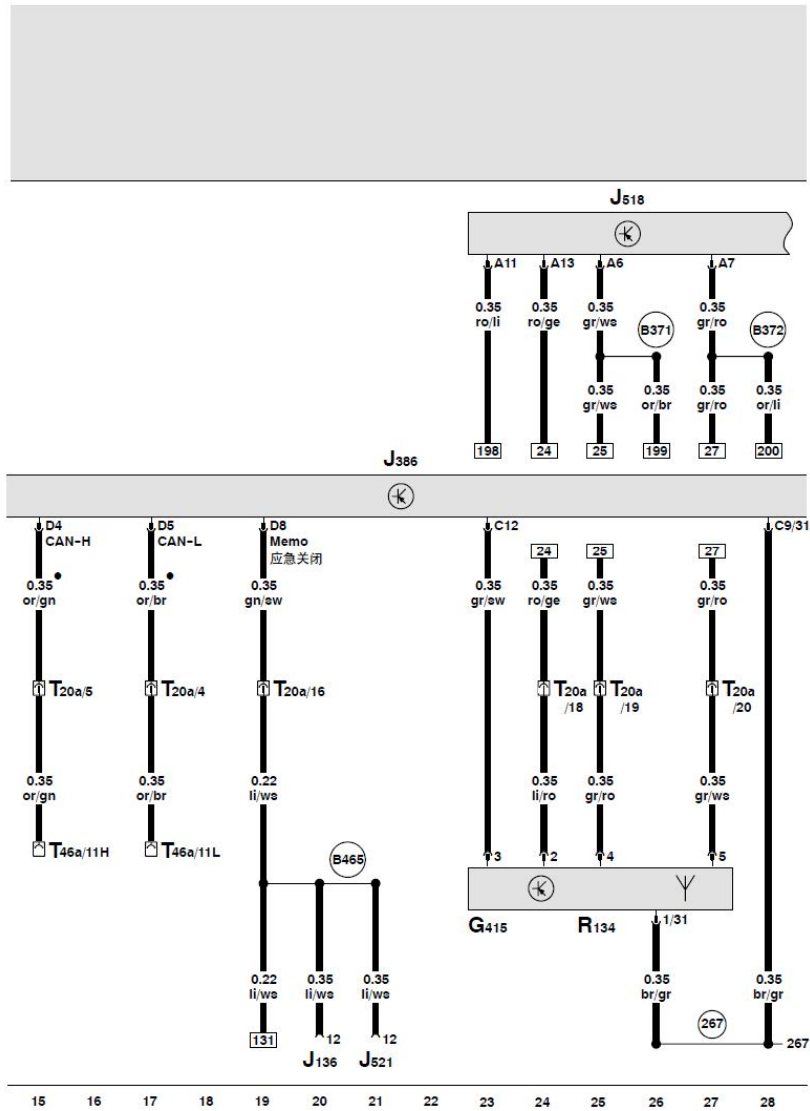 J518
A11 A13 A6 A7
0.35 0.35 0.35 0.35
ro/li ro/ge gr/ws gr/ro
B371 B372
0.35 0.35 0.35 0.35
gr/ws or/br gr/ro or/li
198 24 25 199 27 200
J386
D4 D5 D8 C12 C9/31
CAN-H CAN-L Memo
应急关闭
24 25 27
0.35 0.35 0.35 0.35 0.35 0.35 0.35
or/gn or/br gn/sw gr/sw ro/ge gr/ws gr/ro
T20a/5 T20a/4 T20a/16 T20a T20a T20a
/18 /19 /20
0.35 0.35 0.22 0.35 0.35 0.35
or/gn or/br li/ws li/ro gr/ro gr/ws
T46a/11H T46a/11L 3 2 4 5
B465
G415 R134 1/31
0.22 0.35 0.35 0.35 0.35
li/ws li/ws li/ws br/gr br/gr
131 12 12 267 267
J136 J521
15 16 17 18 19 20 21 22 23 24 25 26 27 28